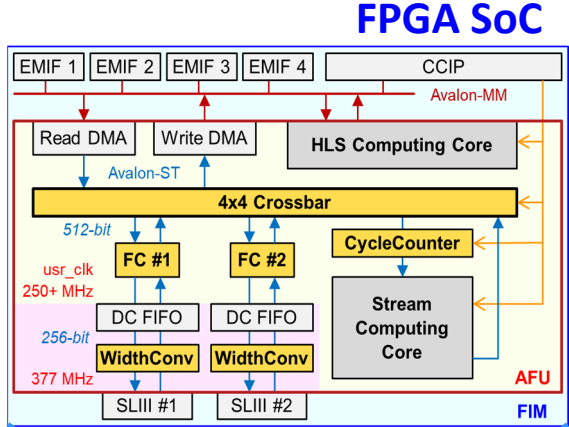 FPGA SoC
EMIF 1
EMIF 2
EMIF 3
EMIF 4
CCIP
Avalon-MM
Read DMA
Write DMA
HLS Computing Core
Avalon-ST
4x4 Crossbar
512-bit
FC #1
FC #2
CycleCounter
usr_clk
250+ MHz
DC FIFO
DC FIFO
Stream
Computing
Core
256-bit
WidthConv
WidthConv
377 MHz
AFU
SLIII #1
SLIII #2
FIM